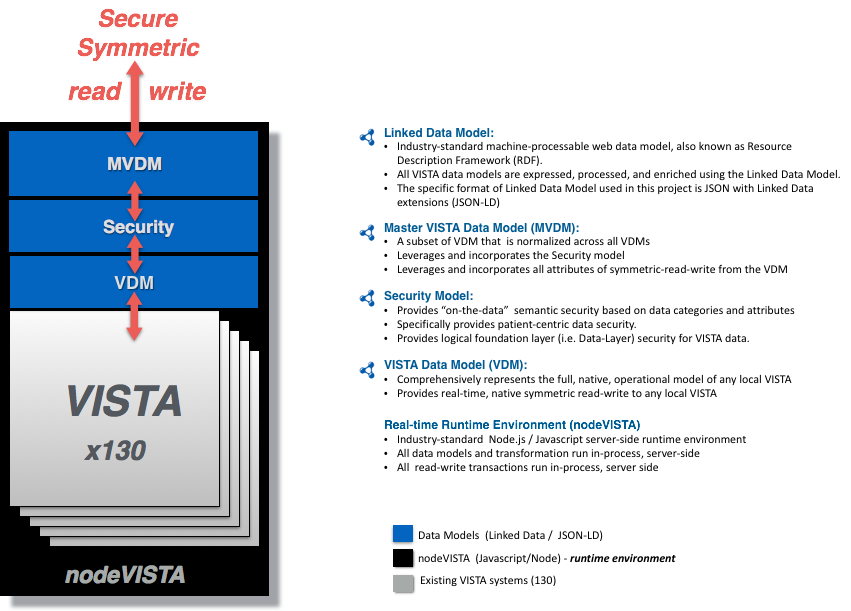 Secure
Symmetric
read write
MVDM
Security
VDM
VISTA
x130
nodeVISTA
Linked Data Model:
• Industry-standard machine-processable web data model, also known as Resource
Description Framework (RDF).
• All VISTA data models are expressed, processed, and enriched using the Linked Data Model.
• The specific format of Linked Data Model used in this project is JSON with Linked Data
extensions (JSON-LD)
Master VISTA Data Model (MVDM):
• A subset of VDM that is normalized across all VDMs
• Leverages and incorporates the Security model
• Leverages and incorporates all attributes of symmetric-read-write from the VDM
Security Model:
• Provides “on-the-data” semantic security based on data categories and attributes
• Specifically provides patient-centric data security.
• Provides logical foundation layer (i.e. Data-Layer) security for VISTA data.
VISTA Data Model (VDM):
• Comprehensively represents the full, native, operational model of any local VISTA
• Provides real-time, native symmetric read-write to any local VISTA
Real-time Runtime Environment (nodeVISTA)
• Industry-standard Node.js / Javascript server-side runtime environment
• All data models and transformation run in-process, server-side
• All read-write transactions run in-process, server side
Data Models (Linked Data / JSON-LD)
nodeVISTA (Javascript/Node) - runtime environment
Existing VISTA systems (130)